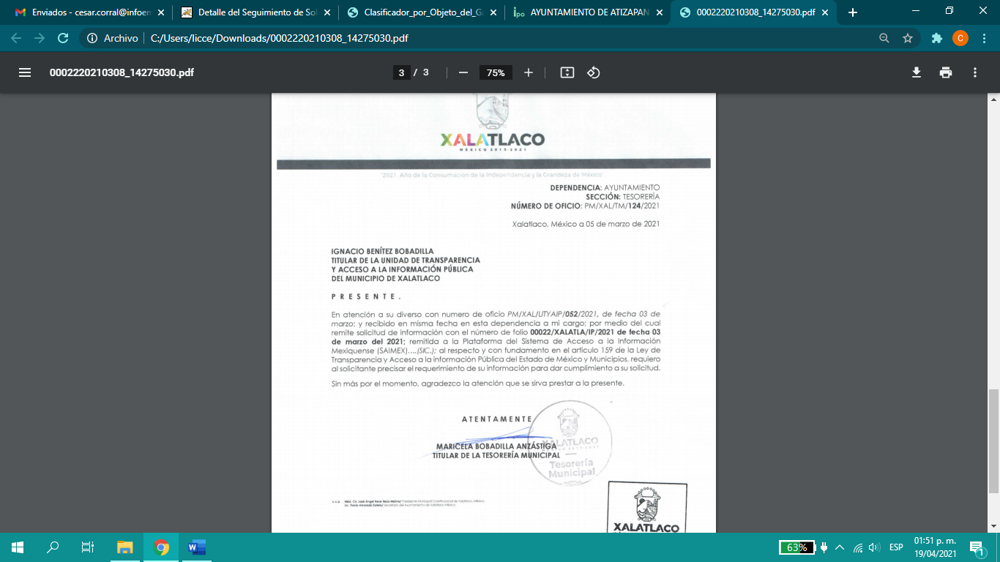 Enviados - cesar.corral@infoem
Detalle del Seguimiento de Sol
Clasificador_por_Objeto_del_Ga
ipo
AYUNTAMIENTO DE ATIZAPAN
0002220210308_14275030.pdf
Archivo
C:/Users/licce/Downloads/0002220210308_14275030.pdf
C
0002220210308_14275030.pdf
3 / 3
75%
XALATLACO
MÉXICO 2019-2021
"2021. Año de la Consumación de la Independencia y la Grandeza de México"
DEPENDENCIA: AYUNTAMIENTO
SECCIÓN: TESORERÍA
NÚMERO DE OFICIO: PM/XAL/TM/124/2021
Xalatlaco, México a 05 de marzo de 2021
IGNACIO BENÍTEZ BOBADILLA
TITULAR DE LA UNIDAD DE TRANSPARENCIA
Y ACCESO A LA INFORMACIÓN PÚBLICA
DEL MUNICIPIO DE XALATLACO
P R E S E N T E .
En atención a su diverso con numero de oficio PM/XAL/UTYAIP/052/2021, de fecha 03 de
marzo; y recibido en misma fecha en esta dependencia a mi cargo; por medio del cual
remite solicitud de información con el número de folio 00022/XALATLA/IP/2021 de fecha 03
de marzo del 2021; remitida a la Plataforma del Sistema de Acceso a la Información
Mexiquense (SAIMEX)....(SIC.); al respecto y con fundamento en el artículo 159 de la Ley de
Transparencia y Acceso a la información Pública del Estado de México y Municipios, requiero
al solicitante precisar el requerimiento de su información para dar cumplimiento a su solicitud.
Sin más por el momento, agradezco la atención que se sirva prestar a la presente.
A T E N T A M E N T E
MARICELA BOBADILLA ANZÁSTIGA
TITULAR DE LA TESORERÍA MUNICIPAL
XALATLACO
Tesorería
Municipal
c.c.p. Méd. Cir. José Ángel Rene Reza Molina/ Presidente Municipal Constitucional de Xalatlaco, México.
Lic. Flavio Alvarado Sotelo/ Secretario del Ayuntamiento de Xalatlaco México.
XALATLACO
63%
ESP
01:51 p. m.
19/04/2021
1